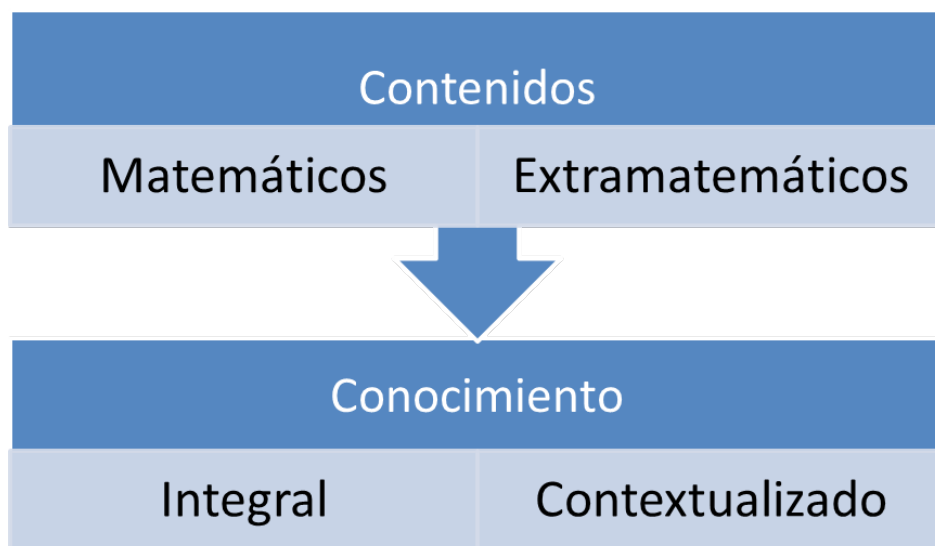 Contenidos
Matemáticos Extramatemáticos
Conocimiento
Integral Contextualizado